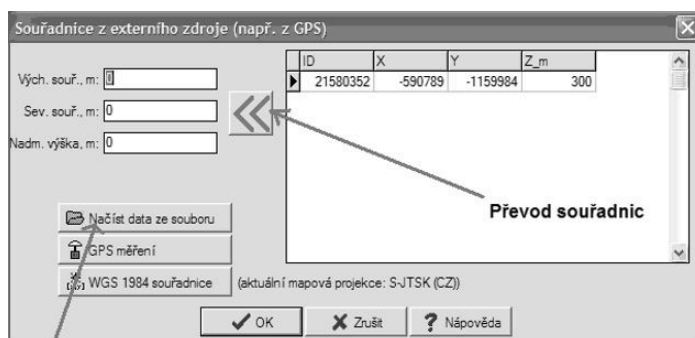 Souřadnice z externího zdroje (např. z GPS)
ID X Y Z_m
21580352 -590789 -1159984 300
Vých. souř., m: 0
Sev. souř., m: 0
Nadm. výška, m: 0
Převod souřadnic
Načíst data ze souboru
GPS měření
WGS 1984 souřadnice (aktuální mapová projekce: S-JTSK (CZ))
OK Zrušit Nápověda